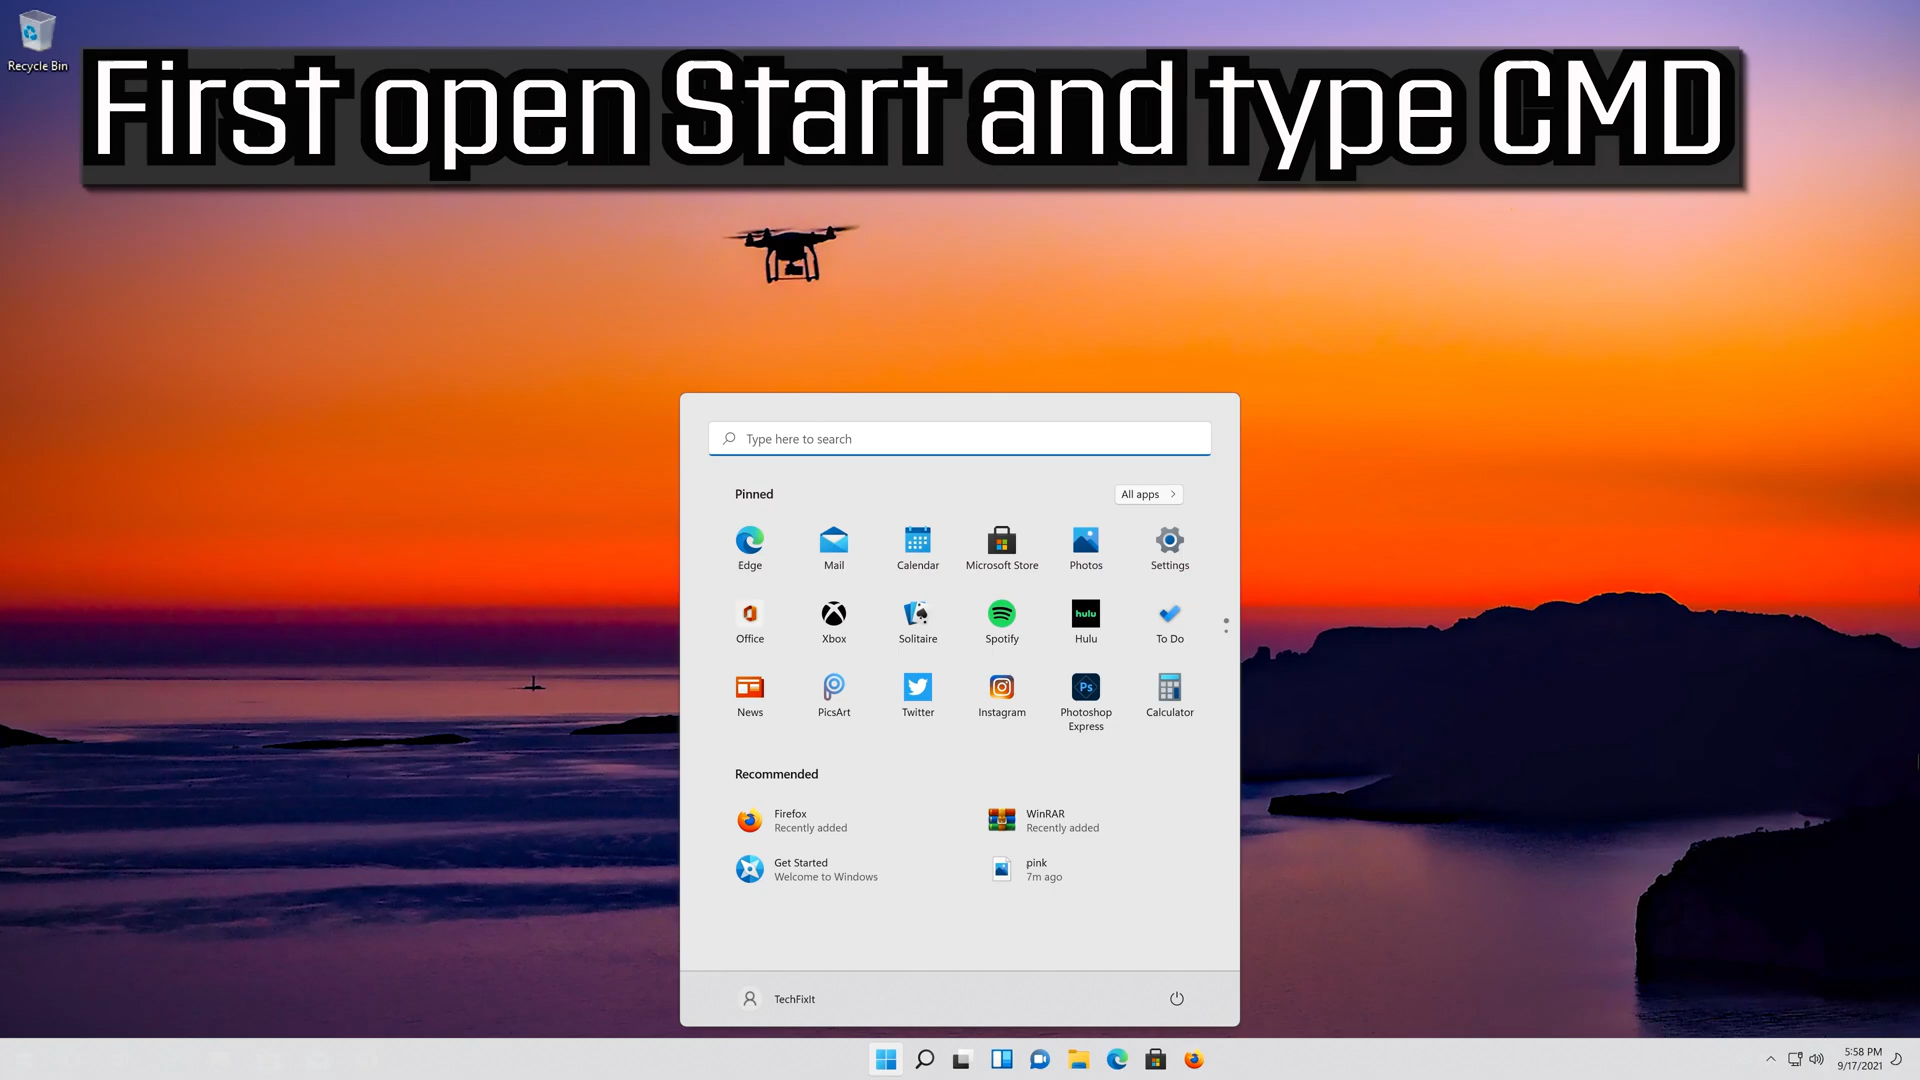 Recycle Bin
First open Start and type CMD
Type here to search
Pinned
All apps
Edge
Mail
Calendar
Microsoft Store
Photos
Settings
Office
Xbox
Solitaire
Spotify
hulu
Hulu
To Do
News
PicsArt
Twitter
Instagram
Ps
Photoshop
Express
Calculator
Recommended
Firefox
Recently added
WinRAR
Recently added
Get Started
Welcome to Windows
pink
7m ago
TechFixIt
5:58 PM
9/17/2021